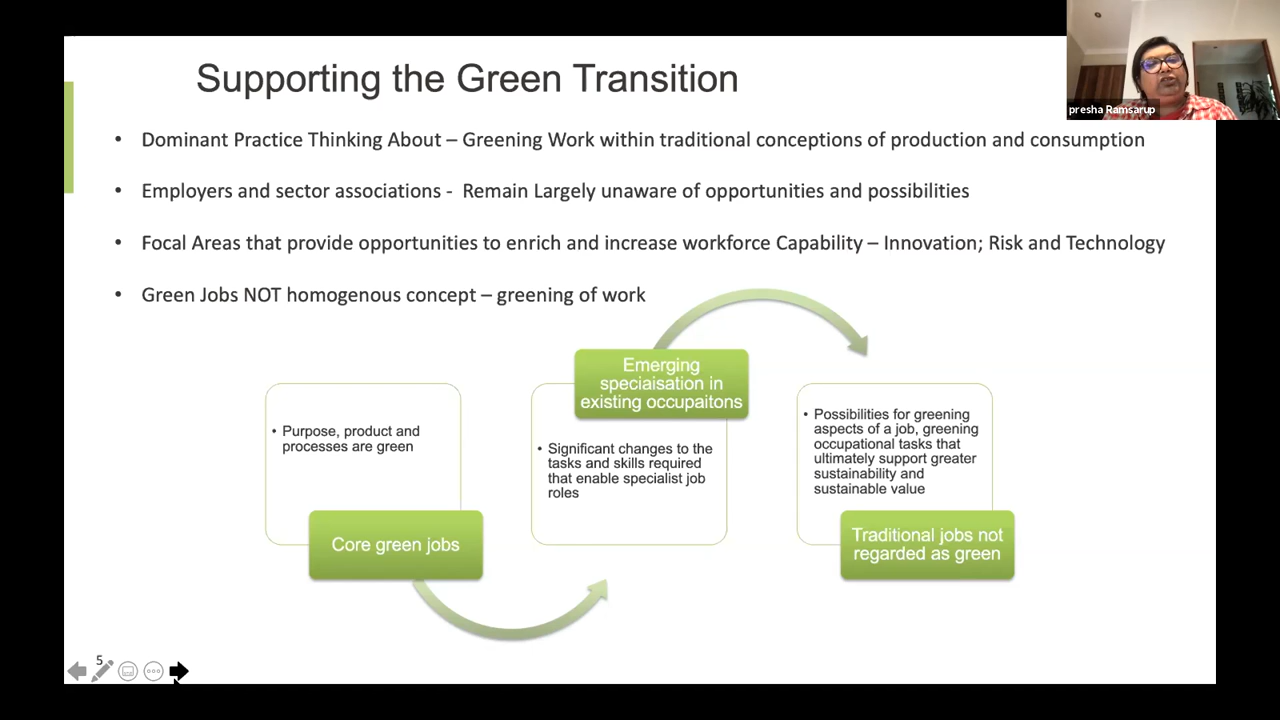 Supporting the Green Transition
presha Ramsarup
• Dominant Practice Thinking About – Greening Work within traditional conceptions of production and consumption
• Employers and sector associations - Remain Largely unaware of opportunities and possibilities
• Focal Areas that provide opportunities to enrich and increase workforce Capability – Innovation; Risk and Technology
• Green Jobs NOT homogenous concept – greening of work
• Purpose, product and
processes are green
Core green jobs
Emerging
speciaisation in
existing occupaitons
• Significant changes to the
tasks and skills required
that enable specialist job
roles
• Possibilities for greening
aspects of a job, greening
occupational tasks that
ultimately support greater
sustainability and
sustainable value
Traditional jobs not
regarded as green
5